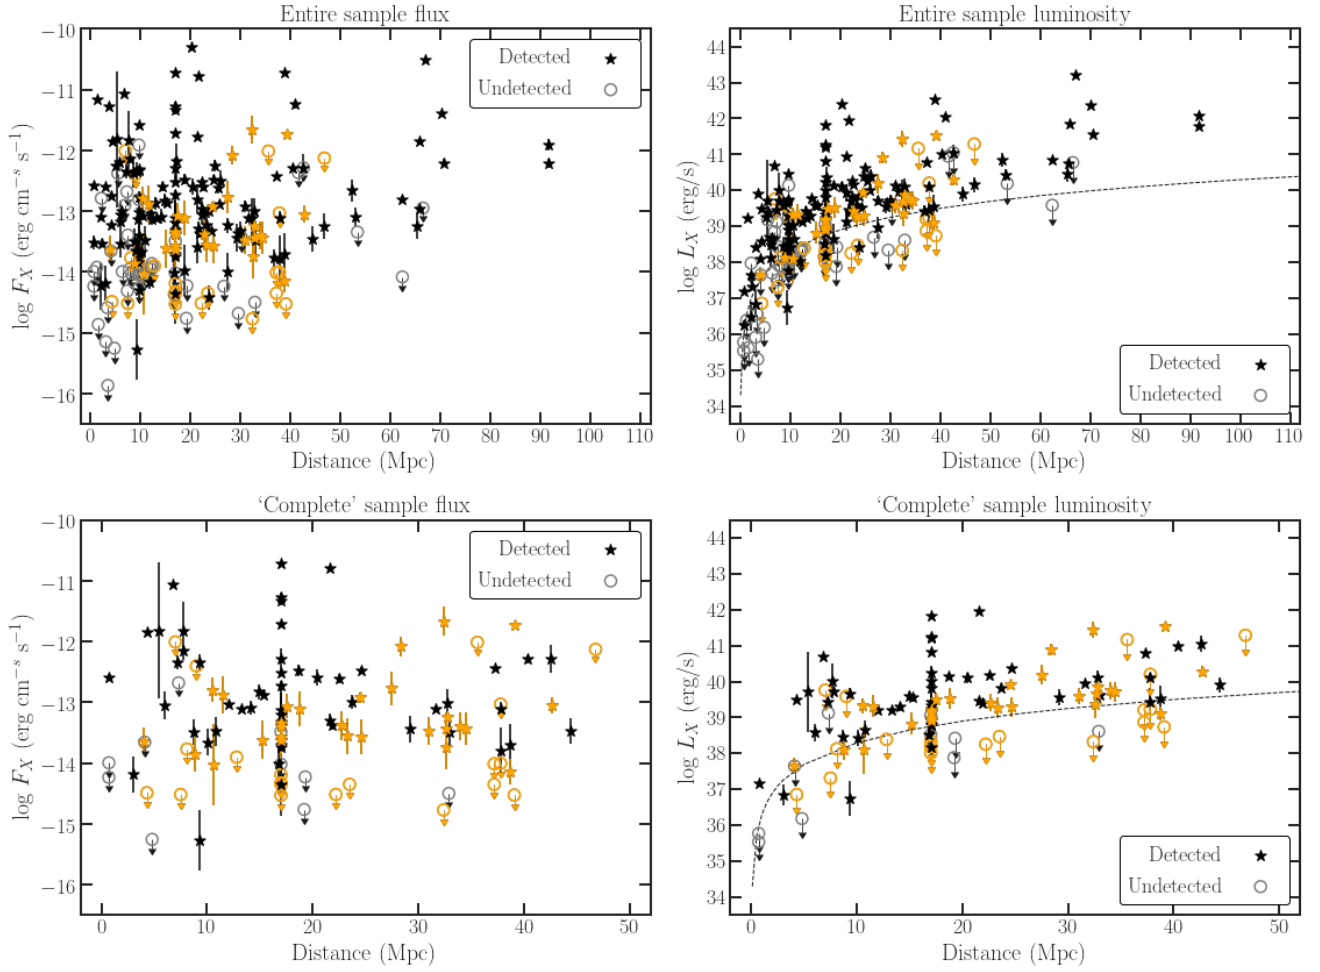 Entire sample flux
Detected
Undetected
−10
−11
−12
−13
−14
−15
−16
log F_X (erg cm^{−s} s^{−1})
0 10 20 30 40 50 60 70 80 90 100 110
Distance (Mpc)
Entire sample luminosity
44
43
42
41
40
39
38
37
36
35
34
log L_X (erg/s)
Detected
Undetected
0 10 20 30 40 50 60 70 80 90 100 110
Distance (Mpc)
‘Complete’ sample flux
Detected
Undetected
−10
−11
−12
−13
−14
−15
−16
log F_X (erg cm^{−s} s^{−1})
0 10 20 30 40 50
Distance (Mpc)
‘Complete’ sample luminosity
44
43
42
41
40
39
38
37
36
35
34
log L_X (erg/s)
Detected
Undetected
0 10 20 30 40 50
Distance (Mpc)